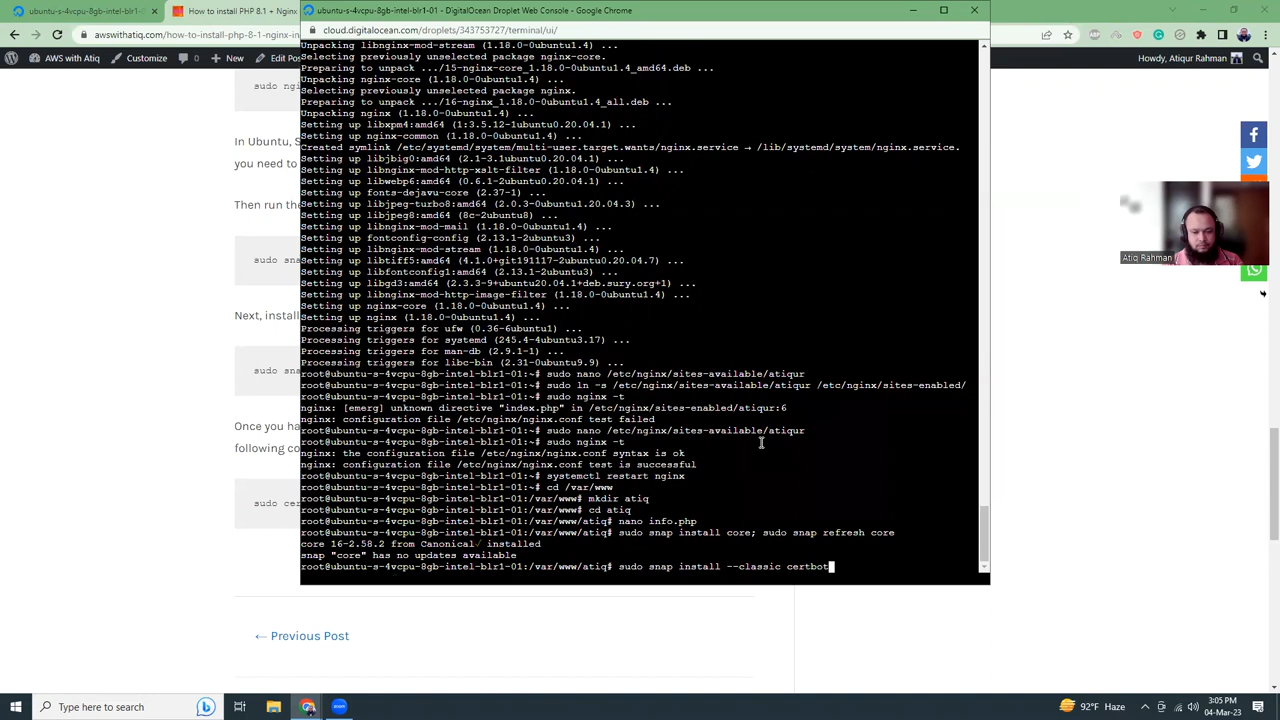 ubuntu-s-4vcpu-8gb-intel-blr1-01
How to install PHP 8.1 + Nginx
ubuntu-s-4vcpu-8gb-intel-blr1-01 - DigitalOcean Droplet Web Console - Google Chrome
awswithatiq.com/how-to-install-php-8-1-nginx-in
cloud.digitalocean.com/droplets/343753727/terminal/ui/
AWS with Atiq
Customize
5
0
New
Edit Pos
Howdy, Atiqur Rahman
sudo ngi
In Ubuntu, S
you need to
Then run the
sudo sna
Next, install
sudo sna
Once you ha
following co
sudo cer
Unpacking libnginx-mod-stream (1.18.0-0ubuntu1.4) ...
Selecting previously unselected package nginx-core.
Preparing to unpack .../15-nginx-core_1.18.0-0ubuntu1.4_amd64.deb ...
Unpacking nginx-core (1.18.0-0ubuntu1.4) ...
Selecting previously unselected package nginx.
Preparing to unpack .../16-nginx_1.18.0-0ubuntu1.4_all.deb ...
Unpacking nginx (1.18.0-0ubuntu1.4) ...
Setting up libxpm4:amd64 (1:3.5.12-1ubuntu0.20.04.1) ...
Setting up nginx-common (1.18.0-0ubuntu1.4) ...
Created symlink /etc/systemd/system/multi-user.target.wants/nginx.service → /lib/systemd/system/nginx.service.
Setting up libjbig0:amd64 (2.1-3.1ubuntu0.20.04.1) ...
Setting up libnginx-mod-http-xslt-filter (1.18.0-0ubuntu1.4) ...
Setting up libwebp6:amd64 (0.6.1-2ubuntu0.20.04.1) ...
Setting up fonts-dejavu-core (2.37-1) ...
Setting up libjpeg-turbo8:amd64 (2.0.3-0ubuntu1.20.04.3) ...
Setting up libjpeg8:amd64 (8c-2ubuntu8) ...
Setting up libnginx-mod-mail (1.18.0-0ubuntu1.4) ...
Setting up fontconfig-config (2.13.1-2ubuntu3) ...
Setting up libnginx-mod-stream (1.18.0-0ubuntu1.4) ...
Setting up libtiff5:amd64 (4.1.0+git191117-2ubuntu0.20.04.7) ...
Setting up libfontconfig1:amd64 (2.13.1-2ubuntu3) ...
Setting up libgd3:amd64 (2.3.3-9+ubuntu20.04.1+deb.sury.org+1) ...
Setting up libnginx-mod-http-image-filter (1.18.0-0ubuntu1.4) ...
Setting up nginx-core (1.18.0-0ubuntu1.4) ...
Setting up nginx (1.18.0-0ubuntu1.4) ...
Processing triggers for ufw (0.36-6ubuntu1) ...
Processing triggers for systemd (245.4-4ubuntu3.17) ...
Processing triggers for man-db (2.9.1-1) ...
Processing triggers for libc-bin (2.31-0ubuntu9.9) ...
root@ubuntu-s-4vcpu-8gb-intel-blr1-01:~# sudo nano /etc/nginx/sites-available/atiqur
root@ubuntu-s-4vcpu-8gb-intel-blr1-01:~# sudo ln -s /etc/nginx/sites-available/atiqur /etc/nginx/sites-enabled/
root@ubuntu-s-4vcpu-8gb-intel-blr1-01:~# sudo nginx -t
nginx: [emerg] unknown directive "index.php" in /etc/nginx/sites-enabled/atiqur:6
nginx: configuration file /etc/nginx/nginx.conf test failed
root@ubuntu-s-4vcpu-8gb-intel-blr1-01:~# sudo nano /etc/nginx/sites-available/atiqur
root@ubuntu-s-4vcpu-8gb-intel-blr1-01:~# sudo nginx -t
nginx: the configuration file /etc/nginx/nginx.conf syntax is ok
nginx: configuration file /etc/nginx/nginx.conf test is successful
root@ubuntu-s-4vcpu-8gb-intel-blr1-01:~# systemctl restart nginx
root@ubuntu-s-4vcpu-8gb-intel-blr1-01:~# cd /var/www
root@ubuntu-s-4vcpu-8gb-intel-blr1-01:/var/www# mkdir atiq
root@ubuntu-s-4vcpu-8gb-intel-blr1-01:/var/www# cd atiq
root@ubuntu-s-4vcpu-8gb-intel-blr1-01:/var/www/atiq# nano info.php
root@ubuntu-s-4vcpu-8gb-intel-blr1-01:/var/www/atiq# sudo snap install core; sudo snap refresh core
core 16-2.58.2 from Canonical✓ installed
snap "core" has no updates available
root@ubuntu-s-4vcpu-8gb-intel-blr1-01:/var/www/atiq# sudo snap install --classic certbot
Atiq Rahman
← Previous Post
Type here to search
92°F Haze
3:05 PM
04-Mar-23